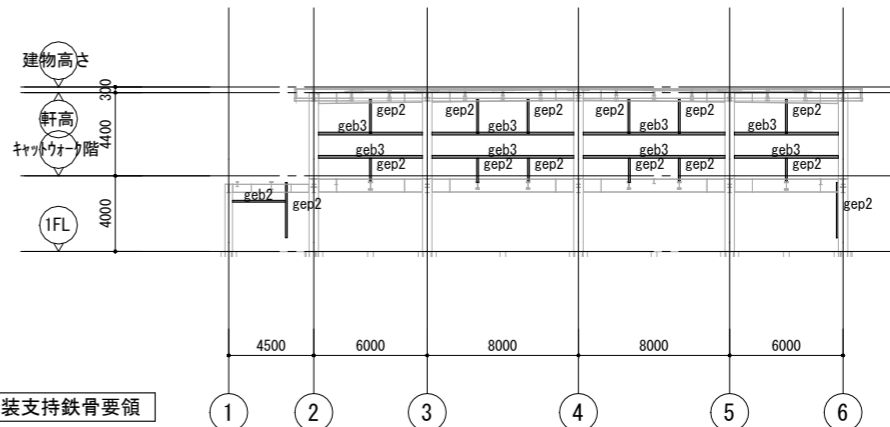 建物高さ
300
軒高
4400
キャットウォーク階
4000
1FL
gep2 gep2 gep2 gep2 gep2 gep2
geb3 geb3 geb3 geb3
geb3 geb3 geb3 geb3
gep2 gep2 gep2 gep2 gep2 gep2
geb2 gep2 gep2
4500 6000 8000 8000 6000
装支持鉄骨要領
1 2 3 4 5 6